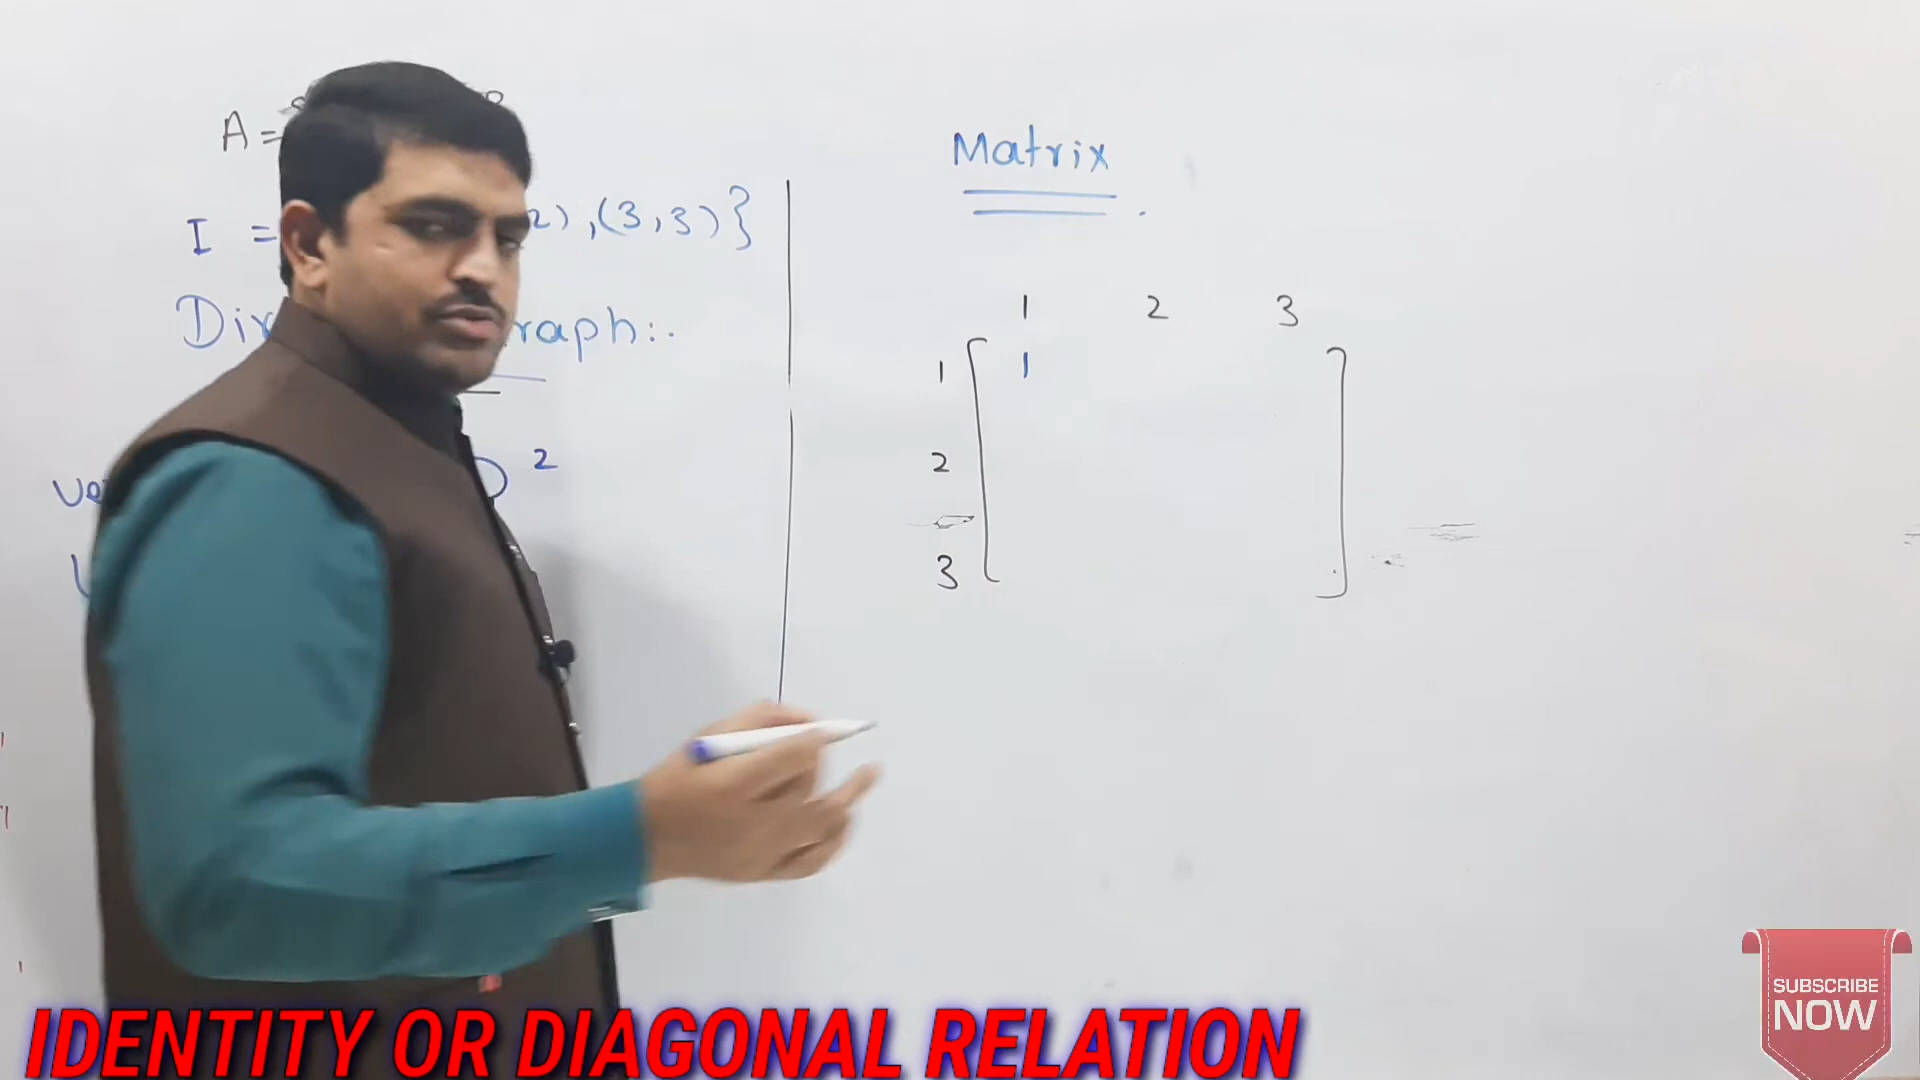 A =
I = 2), (3,3)}
Dir raph:.
2
Matrix
1 2 3
1 1
2
3
IDENTITY OR DIAGONAL RELATION
SUBSCRIBE
NOW